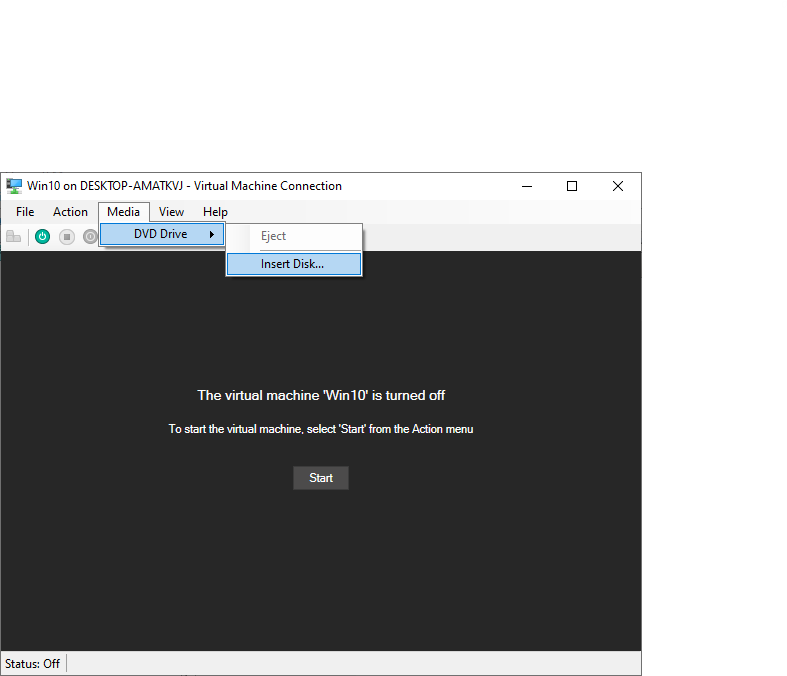 Win10 on DESKTOP-AMATKVJ - Virtual Machine Connection
File Action Media View Help
DVD Drive
Eject
Insert Disk...
The virtual machine 'Win10' is turned off
To start the virtual machine, select 'Start' from the Action menu
Start
Status: Off